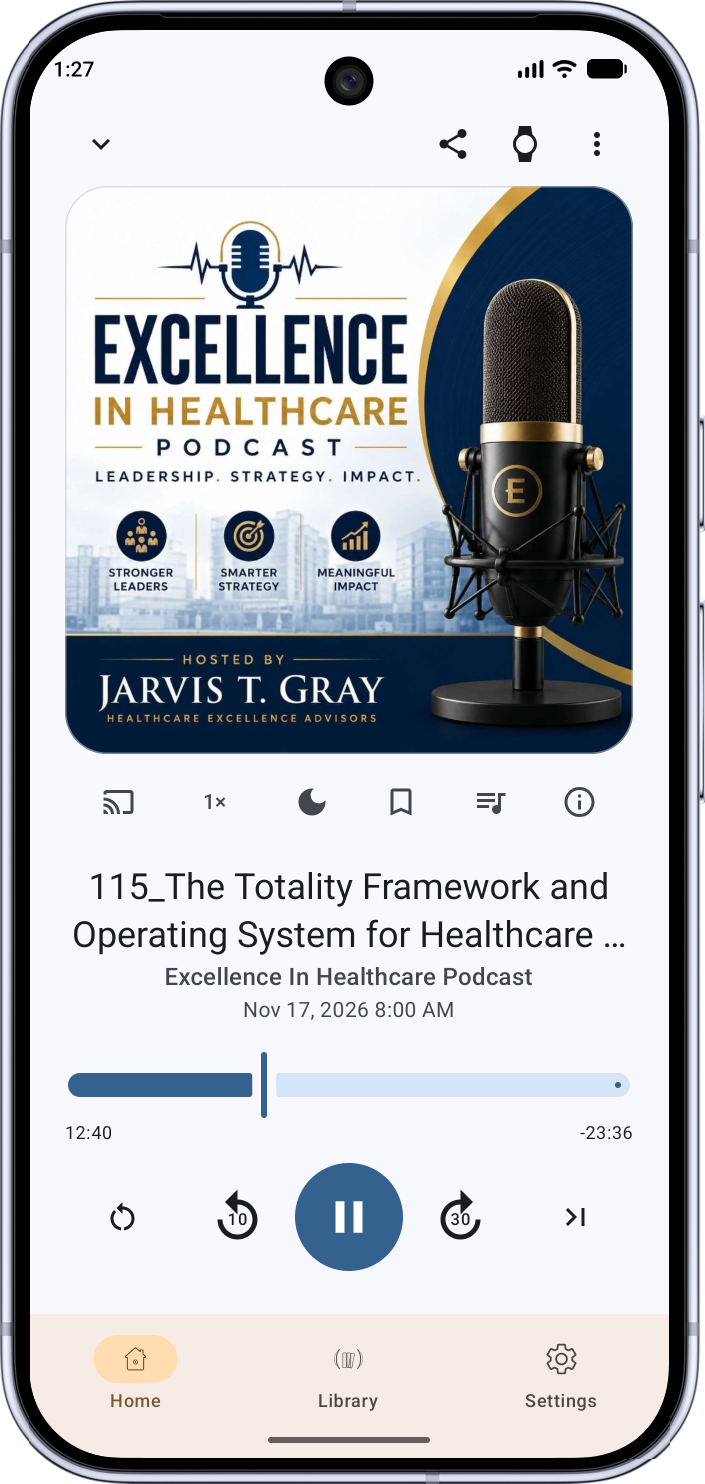 1:27
EXCELLENCE
IN HEALTHCARE
PODCAST
LEADERSHIP. STRATEGY. IMPACT.
STRONGER
LEADERS
SMARTER
STRATEGY
MEANINGFUL
IMPACT
E
HOSTED BY
JARVIS T. GRAY
HEALTHCARE EXCELLENCE ADVISORS
1×
115_The Totality Framework and
Operating System for Healthcare ...
Excellence In Healthcare Podcast
Nov 17, 2026 8:00 AM
12:40
-23:36
10
30
Home
Library
Settings